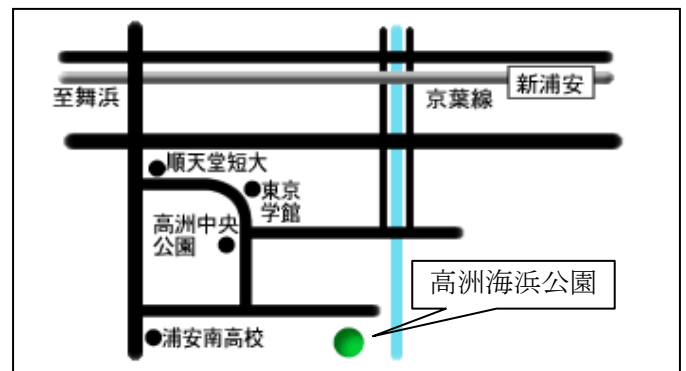 新浦安
至舞浜
京葉線
順天堂短大
東京
学館
高洲中央
公園
高洲海浜公園
浦安南高校